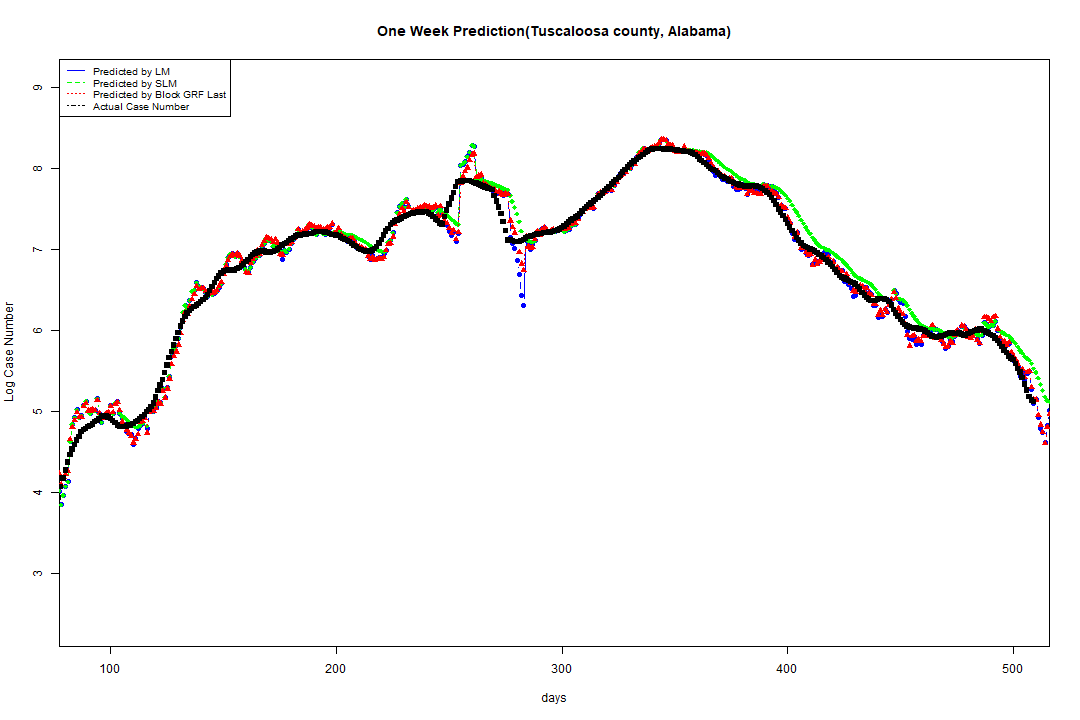 One Week Prediction(Tuscaloosa county, Alabama)
Predicted by LM
Predicted by SLM
Predicted by Block GRF Last
Actual Case Number
9
8
7
6
5
4
3
Log Case Number
100 200 300 400 500
days